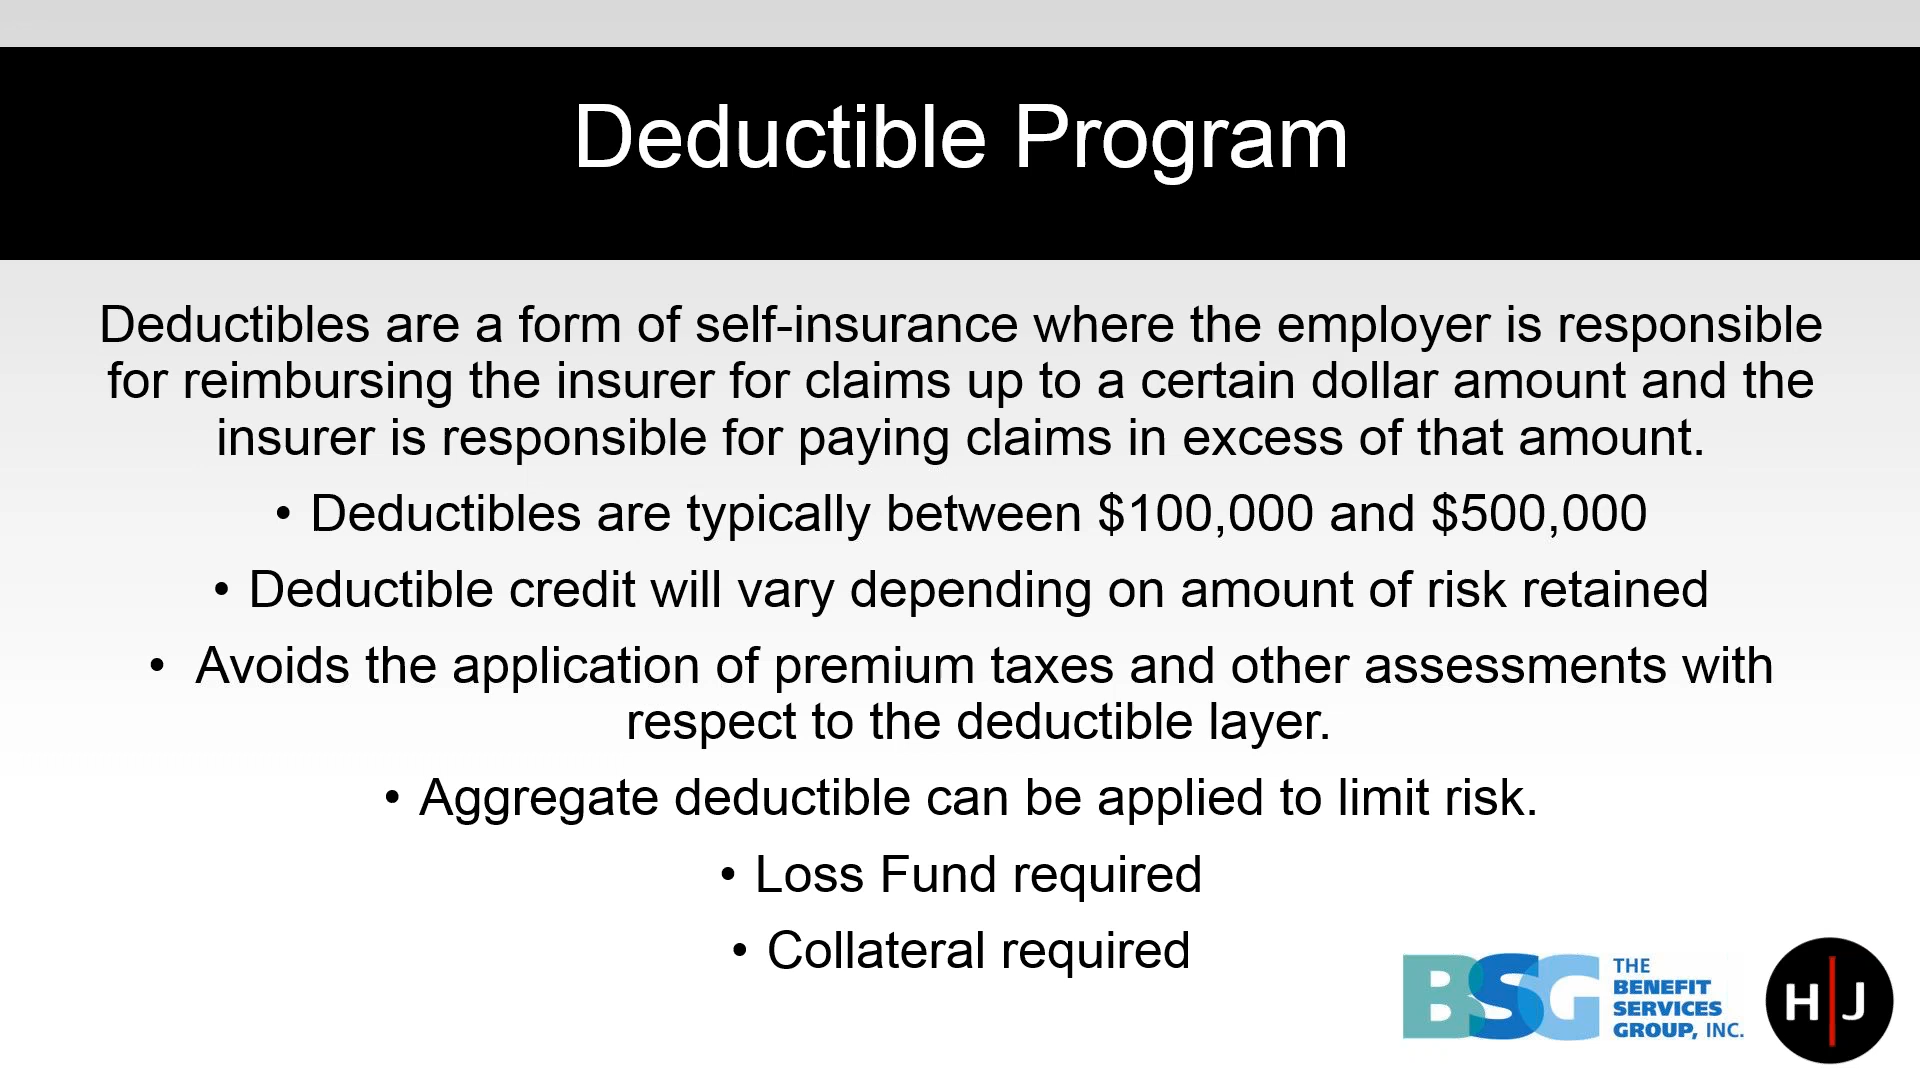 Deductible Program
Deductibles are a form of self-insurance where the employer is responsible
for reimbursing the insurer for claims up to a certain dollar amount and the
insurer is responsible for paying claims in excess of that amount.
• Deductibles are typically between $100,000 and $500,000
• Deductible credit will vary depending on amount of risk retained
• Avoids the application of premium taxes and other assessments with
respect to the deductible layer.
• Aggregate deductible can be applied to limit risk.
• Loss Fund required
• Collateral required
BSG
THE
BENEFIT
SERVICES
GROUP, INC.
H|J